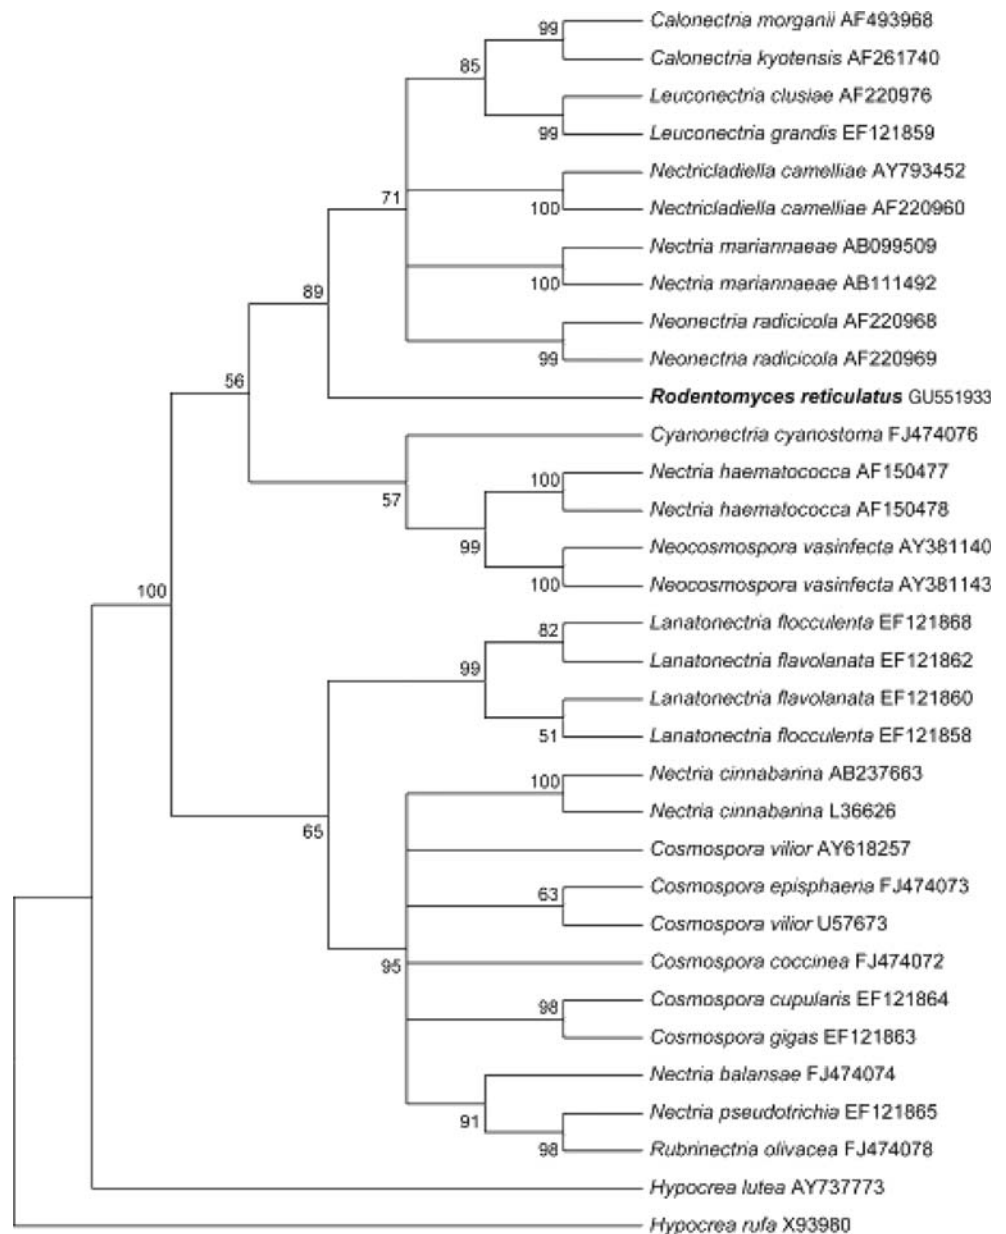 99
Calonectria morganii AF493968
Calonectria kyotensis AF261740
85
Leuconectria clusiae AF220976
99
Leuconectria grandis EF121859
Nectricladiella camelliae AY793452
71
100
Nectricladiella camelliae AF220960
Nectria mariannaeae AB099509
100
Nectria mariannaeae AB111492
89
Neonectria radicicola AF220968
99
Neonectria radicicola AF220969
56
Rodentomyces reticulatus GU551933
Cyanonectria cyanostoma FJ474076
100
Nectria haematococca AF150477
57
Nectria haematococca AF150478
99
Neocosmospora vasinfecta AY381140
100
Neocosmospora vasinfecta AY381143
100
82
Lanatonectria flocculenta EF121868
99
Lanatonectria flavolanata EF121862
Lanatonectria flavolanata EF121860
51
Lanatonectria flocculenta EF121858
100
Nectria cinnabarina AB237663
Nectria cinnabarina L36626
65
Cosmospora vilior AY618257
63
Cosmospora episphaeria FJ474073
Cosmospora vilior U57673
95
Cosmospora coccinea FJ474072
98
Cosmospora cupularis EF121864
Cosmospora gigas EF121863
Nectria balansae FJ474074
91
Nectria pseudotrichia EF121865
98
Rubrinectria olivacea FJ474078
Hypocrea lutea AY737773
Hypocrea rufa X93980